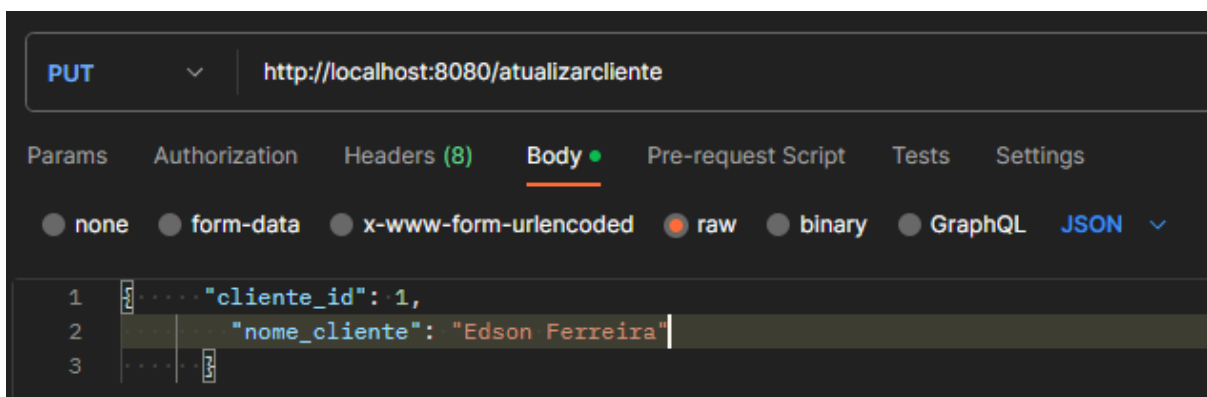 PUT http://localhost:8080/atualizarcliente
Params Authorization Headers (8) Body Pre-request Script Tests Settings
none form-data x-www-form-urlencoded raw binary GraphQL JSON
1 { "cliente_id": 1,
2 "nome_cliente": "Edson Ferreira"
3 }